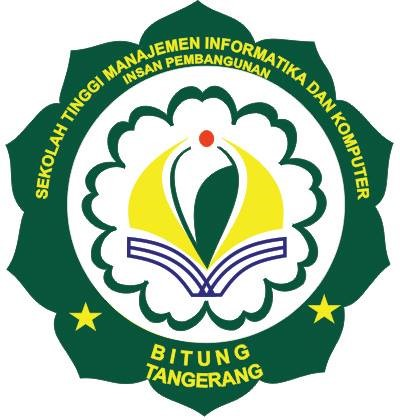 SEKOLAH TINGGI MANAJEMEN INFORMATIKA DAN KOMPUTER
INSAN PEMBANGUNAN
BITUNG
TANGERANG